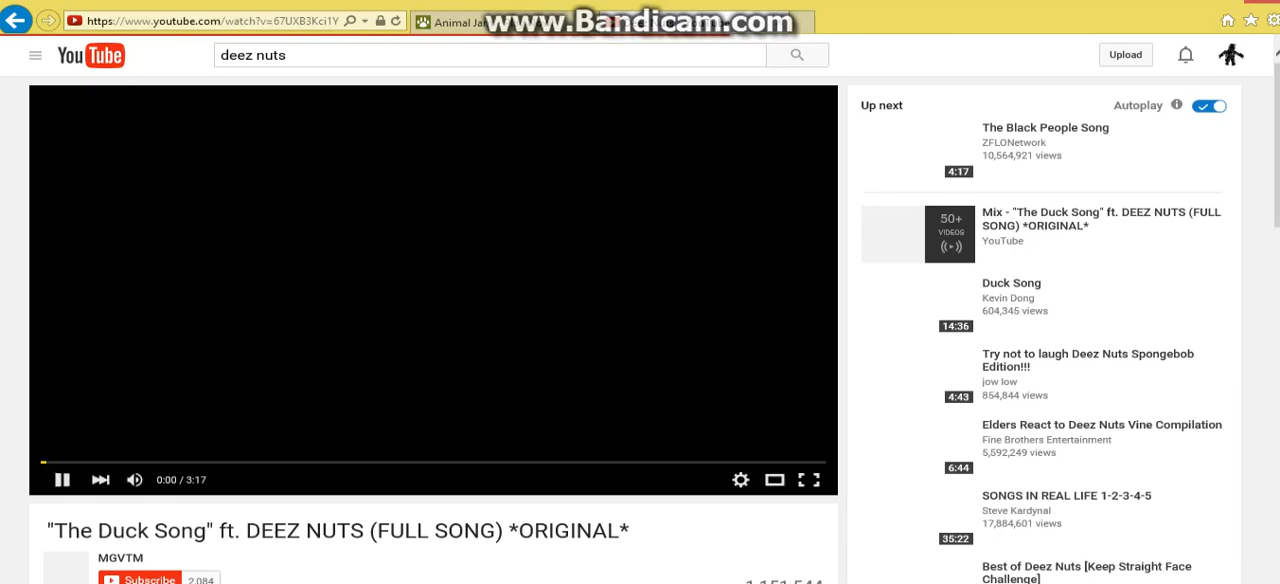 https://www.youtube.com/watch?v=67UXB3Kci1Y
Animal Ja
www.Bandicam.com
YouTube
deez nuts
Upload
Up next
Autoplay
The Black People Song
ZFLONetwork
10,564,921 views
4:17
50+
VIDEOS
Mix - "The Duck Song" ft. DEEZ NUTS (FULL
SONG) *ORIGINAL*
YouTube
Duck Song
Kevin Dong
604,345 views
14:36
Try not to laugh Deez Nuts Spongebob
Edition!!!
jow low
854,844 views
4:43
Elders React to Deez Nuts Vine Compilation
Fine Brothers Entertainment
5,592,249 views
6:44
SONGS IN REAL LIFE 1-2-3-4-5
Steve Kardynal
17,884,601 views
35:22
Best of Deez Nuts [Keep Straight Face
Challenge]
0:00 / 3:17
"The Duck Song" ft. DEEZ NUTS (FULL SONG) *ORIGINAL*
MGVTM
Subscribe 2,084
1,151,544